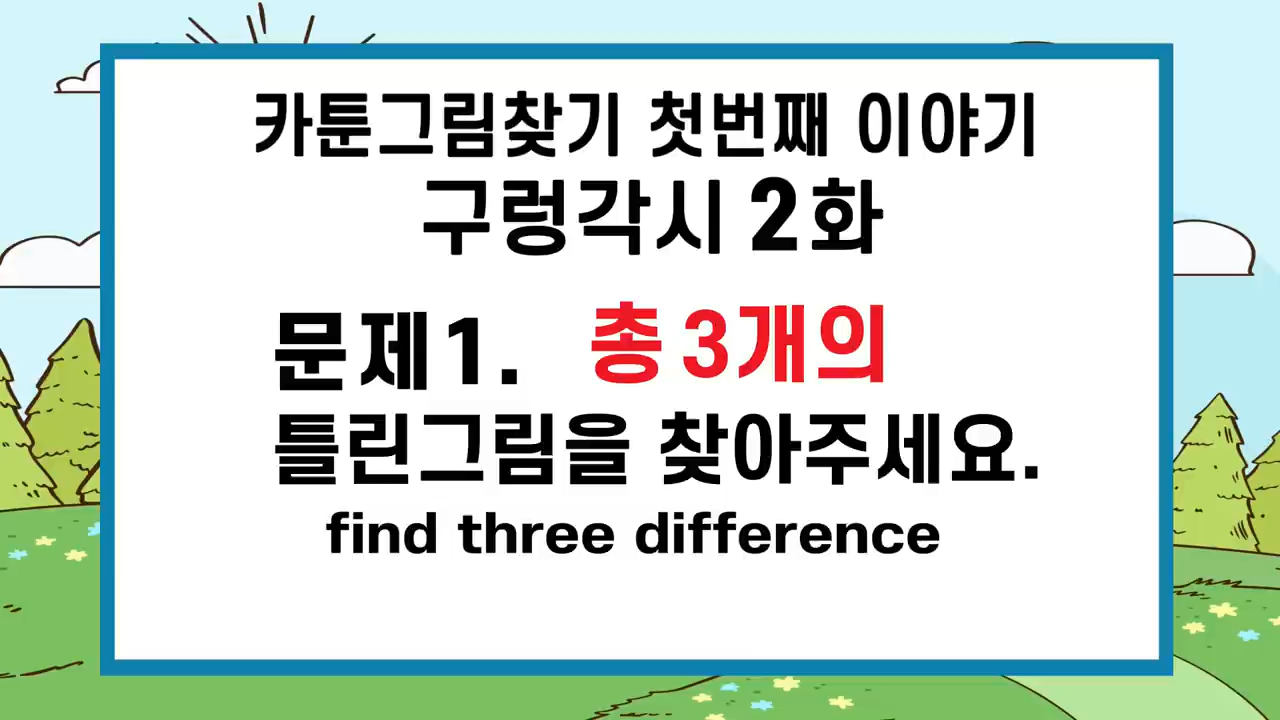 카툰그림찾기 첫번째 이야기
구렁각시 2화
문제1. 총3개의
틀린그림을 찾아주세요.
find three difference